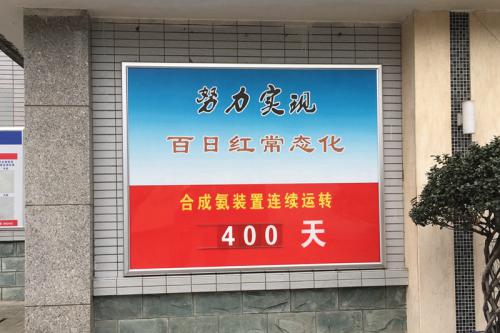 努力实现
百日红常态化
合成氨装置连续运转
400 天